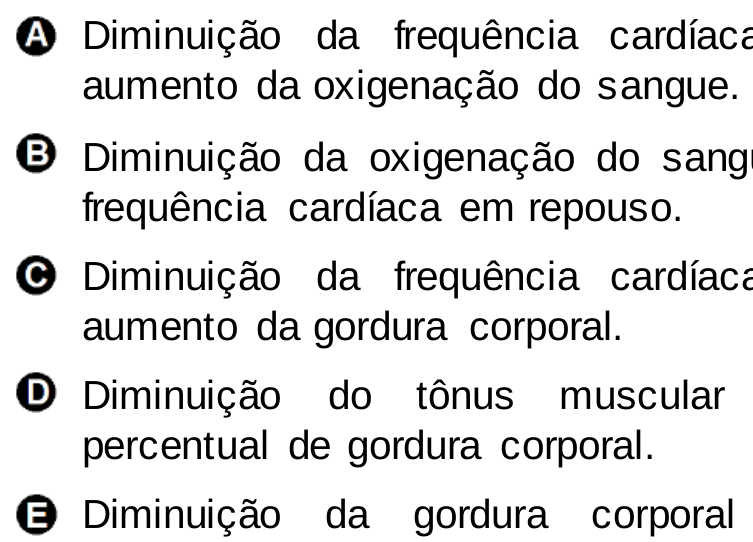 A Diminuição da frequência cardíaca
aumento da oxigenação do sangue.
B Diminuição da oxigenação do
frequência cardíaca em repouso.
C Diminuição da frequência cardíaca
aumento da gordura corporal.
D Diminuição do tônus muscular
percentual de gordura corporal.
E Diminuição da gordura corporal